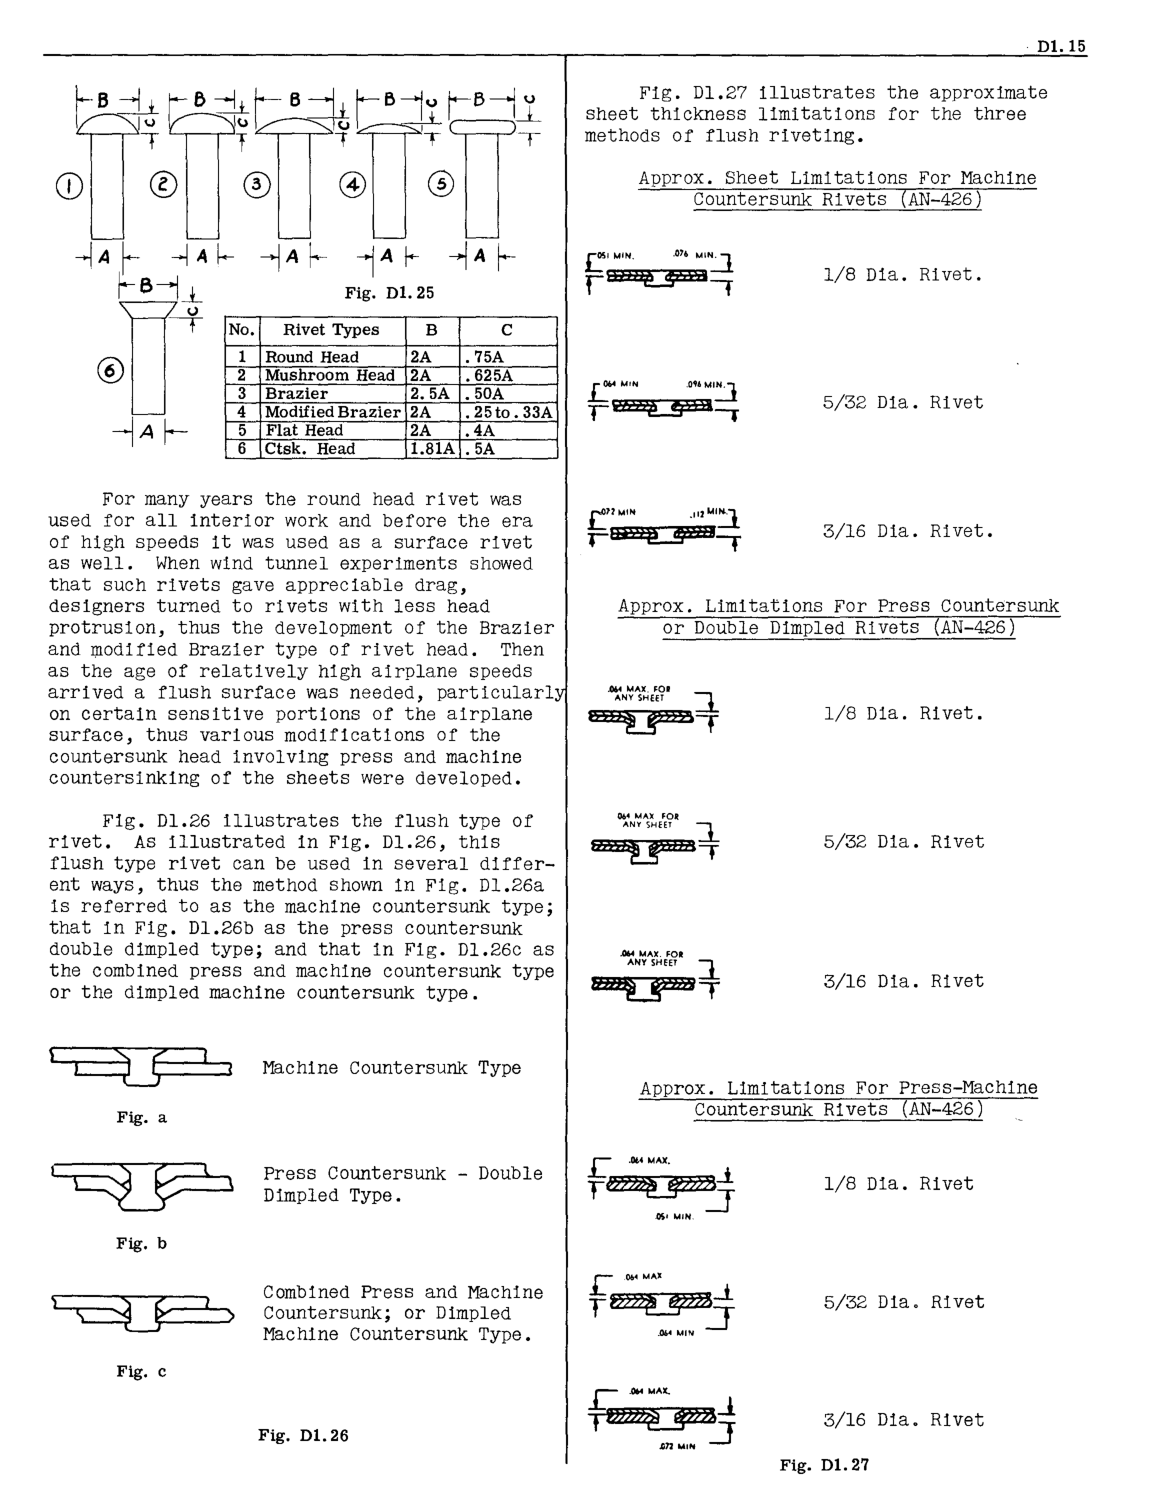 D1.15
B B B B C B C
C C C
1 2 3 4 5
A A A A A
B
C
Fig. D1.25
6
A
No. Rivet Types B C
1 Round Head 2A .75A
2 Mushroom Head 2A .625A
3 Brazier 2.5A .50A
4 Modified Brazier 2A .25 to .33A
5 Flat Head 2A .4A
6 Ctsk. Head 1.81A .5A
For many years the round head rivet was
used for all interior work and before the era
of high speeds it was used as a surface rivet
as well. When wind tunnel experiments showed
that such rivets gave appreciable drag,
designers turned to rivets with less head
protrusion, thus the development of the Brazier
and modified Brazier type of rivet head. Then
as the age of relatively high airplane speeds
arrived a flush surface was needed, particularly
on certain sensitive portions of the airplane
surface, thus various modifications of the
countersunk head involving press and machine
countersinking of the sheets were developed.
Fig. D1.26 illustrates the flush type of
rivet. As illustrated in Fig. D1.26, this
flush type rivet can be used in several differ-
ent ways, thus the method shown in Fig. D1.26a
is referred to as the machine countersunk type;
that in Fig. D1.26b as the press countersunk
double dimpled type; and that in Fig. D1.26c as
the combined press and machine countersunk type
or the dimpled machine countersunk type.
Machine Countersunk Type
Fig. a
Press Countersunk - Double
Dimpled Type.
Fig. b
Combined Press and Machine
Countersunk; or Dimpled
Machine Countersunk Type.
Fig. c
Fig. D1.26
Fig. D1.27 illustrates the approximate
sheet thickness limitations for the three
methods of flush riveting.
Approx. Sheet Limitations For Machine
Countersunk Rivets (AN-426)
.051 MIN. .076 MIN.
1/8 Dia. Rivet.
.064 MIN .096 MIN.
5/32 Dia. Rivet
.072 MIN .112 MIN.
3/16 Dia. Rivet.
Approx. Limitations For Press Countersunk
or Double Dimpled Rivets (AN-426)
.064 MAX. FOR
ANY SHEET
1/8 Dia. Rivet.
.064 MAX FOR
ANY SHEET
5/32 Dia. Rivet
.064 MAX. FOR
ANY SHEET
3/16 Dia. Rivet
Approx. Limitations For Press-Machine
Countersunk Rivets (AN-426)
.064 MAX.
1/8 Dia. Rivet
.051 MIN.
.064 MAX
5/32 Dia. Rivet
.064 MIN
.064 MAX.
3/16 Dia. Rivet
.072 MIN
Fig. D1.27